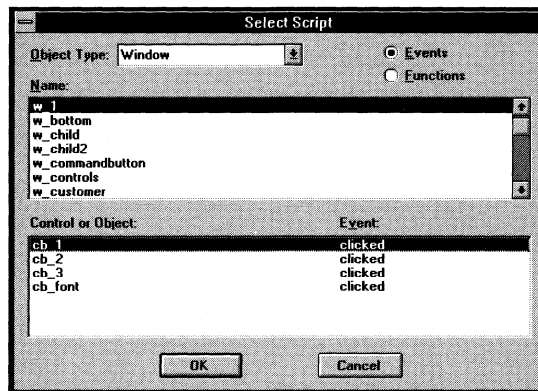 Select Script
Object Type: Window Events
Functions
Name:
w_1
w_bottom
w_child
w_child2
w_commandbutton
w_controls
w_customer
Control or Object: Event:
cb_1 clicked
cb_2 clicked
cb_3 clicked
cb_font clicked
OK Cancel